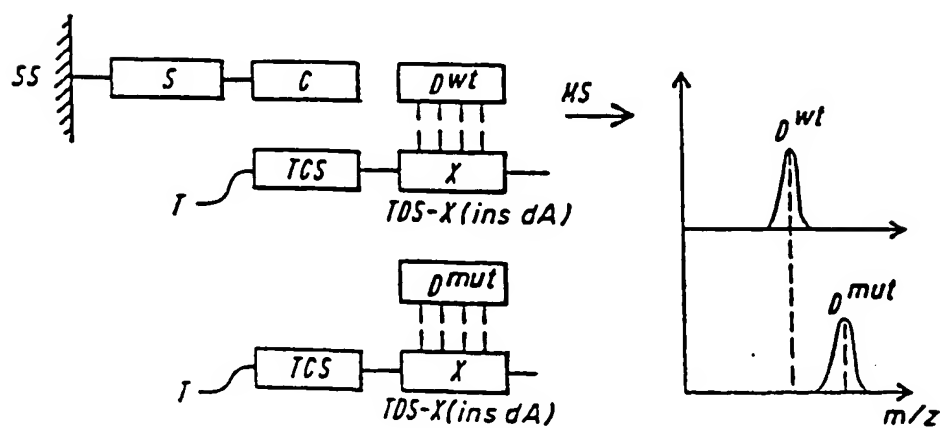 SS S C D wt MS
T TCS X
TDS-X(ins dA)
D mut
T TCS X
TDS-X(ins dA)
D wt
D mut
m/z